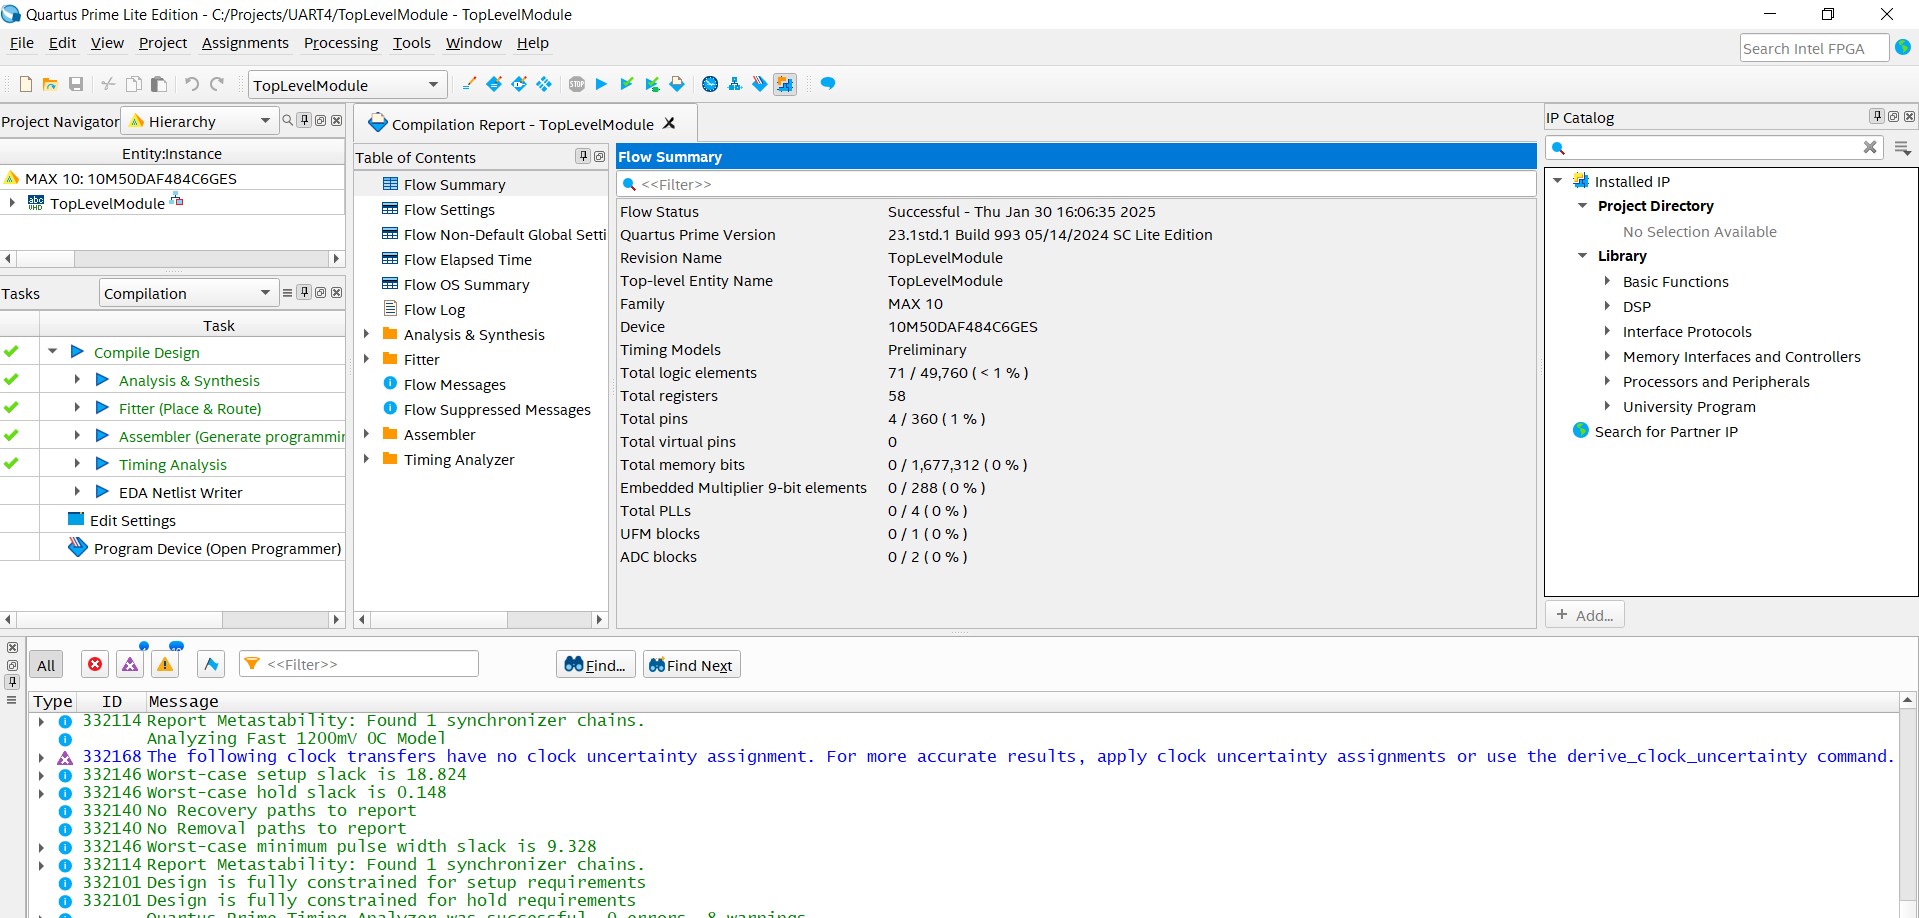 Quartus Prime Lite Edition - C:/Projects/UART4/TopLevelModule - TopLevelModule
File Edit View Project Assignments Processing Tools Window Help
Search Intel FPGA
TopLevelModule
STOP
Project Navigator Hierarchy
Entity:Instance
MAX 10: 10M50DAF484C6GES
abc VHD TopLevelModule
Tasks Compilation
Task
Compile Design
Analysis & Synthesis
Fitter (Place & Route)
Assembler (Generate programmin
Timing Analysis
EDA Netlist Writer
Edit Settings
Program Device (Open Programmer)
Compilation Report - TopLevelModule
Table of Contents
Flow Summary
Flow Settings
Flow Non-Default Global Setti
Flow Elapsed Time
Flow OS Summary
Flow Log
Analysis & Synthesis
Fitter
Flow Messages
Flow Suppressed Messages
Assembler
Timing Analyzer
Flow Summary
<<Filter>>
Flow Status Successful - Thu Jan 30 16:06:35 2025
Quartus Prime Version 23.1std.1 Build 993 05/14/2024 SC Lite Edition
Revision Name TopLevelModule
Top-level Entity Name TopLevelModule
Family MAX 10
Device 10M50DAF484C6GES
Timing Models Preliminary
Total logic elements 71 / 49,760 ( < 1 % )
Total registers 58
Total pins 4 / 360 ( 1 % )
Total virtual pins 0
Total memory bits 0 / 1,677,312 ( 0 % )
Embedded Multiplier 9-bit elements 0 / 288 ( 0 % )
Total PLLs 0 / 4 ( 0 % )
UFM blocks 0 / 1 ( 0 % )
ADC blocks 0 / 2 ( 0 % )
IP Catalog
Installed IP
Project Directory
No Selection Available
Library
Basic Functions
DSP
Interface Protocols
Memory Interfaces and Controllers
Processors and Peripherals
University Program
Search for Partner IP
+ Add...
All <<Filter>> Find... Find Next
Type ID Message
332114 Report Metastability: Found 1 synchronizer chains.
Analyzing Fast 1200mV 0C Model
332168 The following clock transfers have no clock uncertainty assignment. For more accurate results, apply clock uncertainty assignments or use the derive_clock_uncertainty command.
332146 Worst-case setup slack is 18.824
332146 Worst-case hold slack is 0.148
332140 No Recovery paths to report
332140 No Removal paths to report
332146 Worst-case minimum pulse width slack is 9.328
332114 Report Metastability: Found 1 synchronizer chains.
332101 Design is fully constrained for setup requirements
332101 Design is fully constrained for hold requirements
Quartus Prime Timing Analyzer was successful. 0 errors, 8 warnings